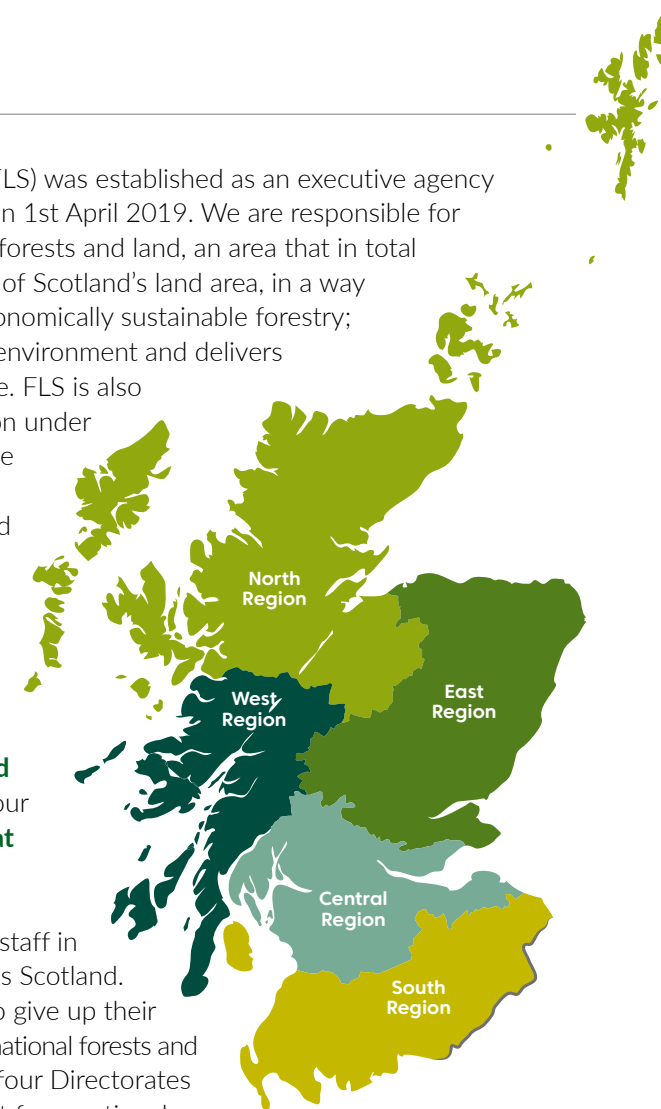 FLS) was established as an executive agency
n 1st April 2019. We are responsible for
forests and land, an area that in total
of Scotland’s land area, in a way
onomically sustainable forestry;
environment and delivers
e. FLS is also
on under
e
d
North
Region
East
Region
West
Region
d
our
at
Central
Region
staff in
s Scotland.
o give up their
South
Region
national forests and
four Directorates